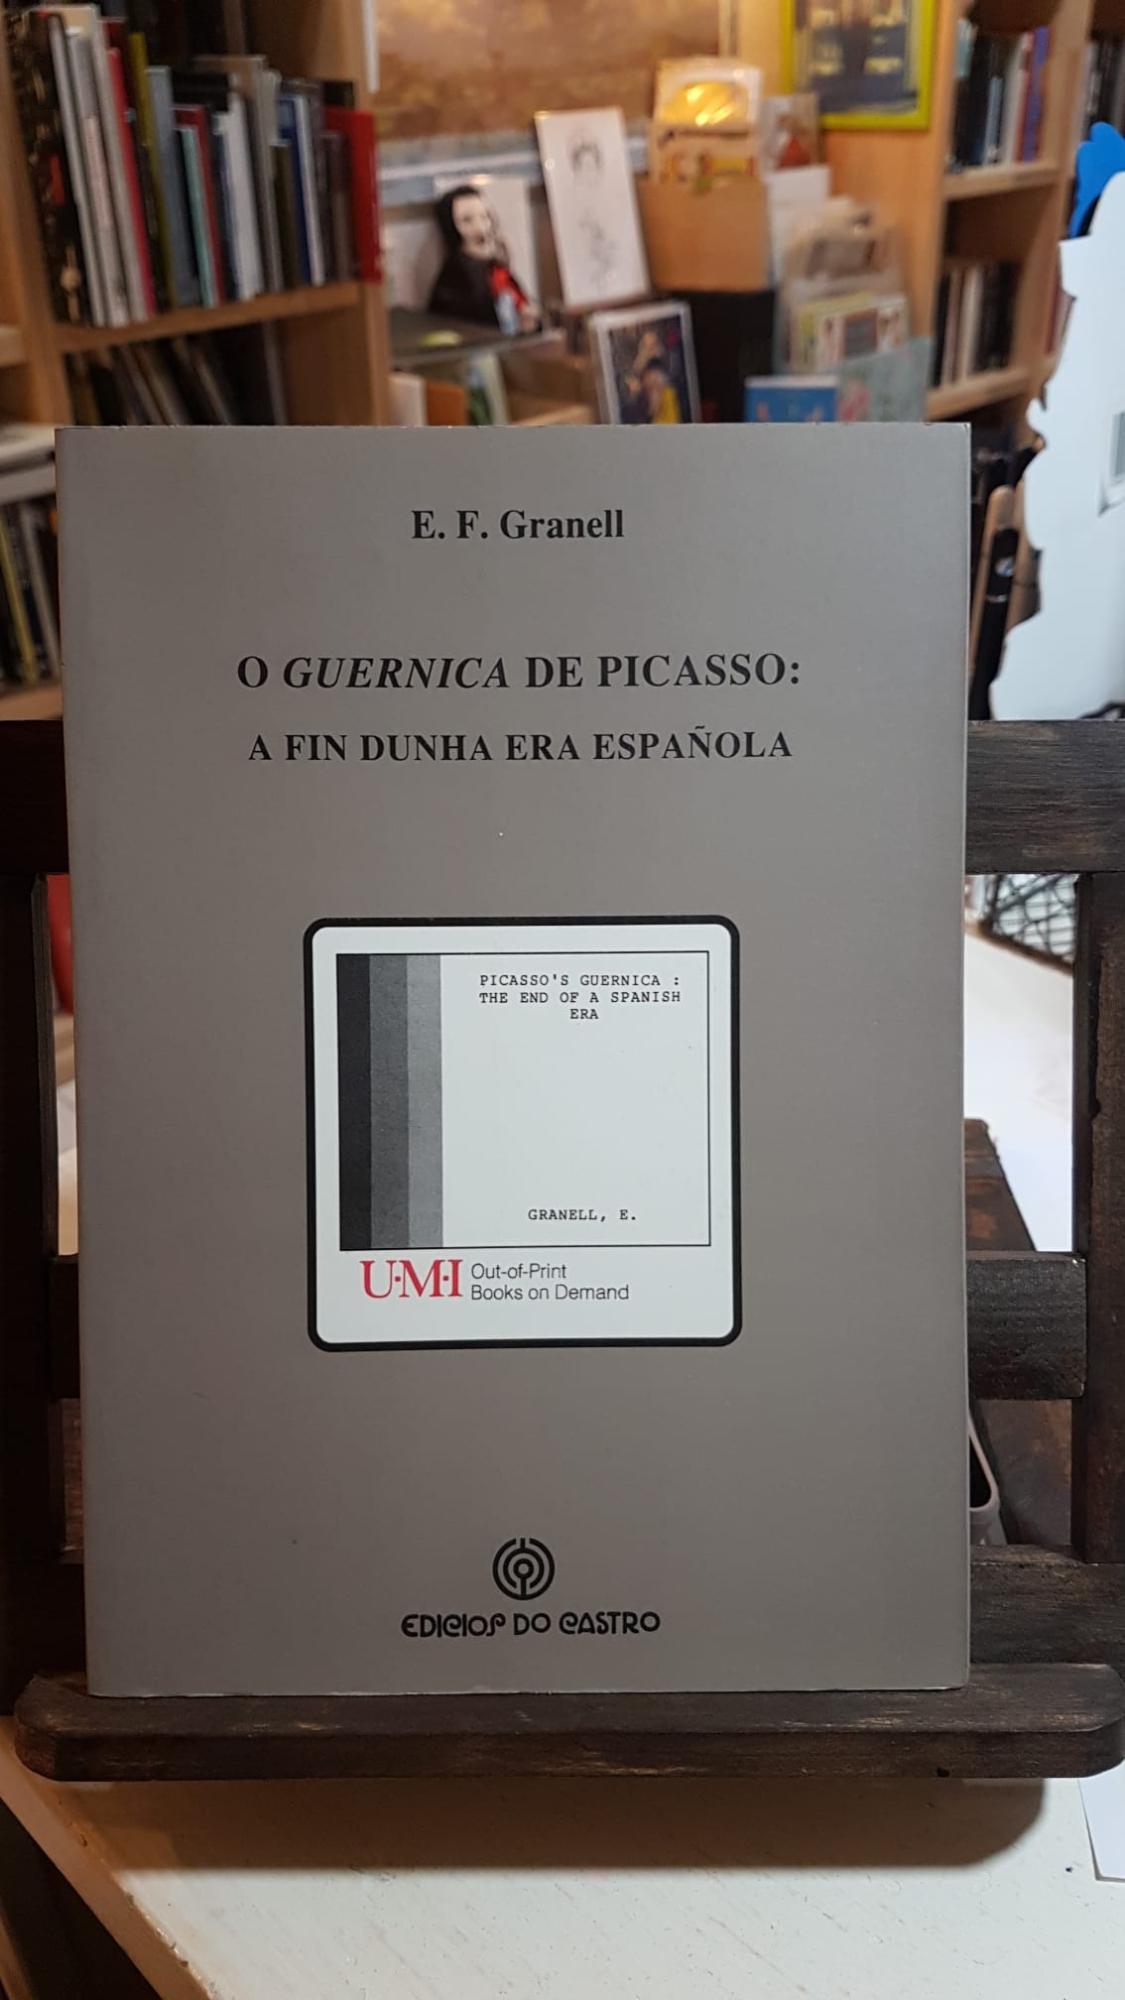 E. F. Granell
O GUERNICA DE PICASSO:
A FIN DUNHA ERA ESPAÑOLA
PICASSO'S GUERNICA :
THE END OF A SPANISH
ERA
GRANELL, E.
U·M·I Out-of-Print
Books on Demand
EDICIOS DO CASTRO